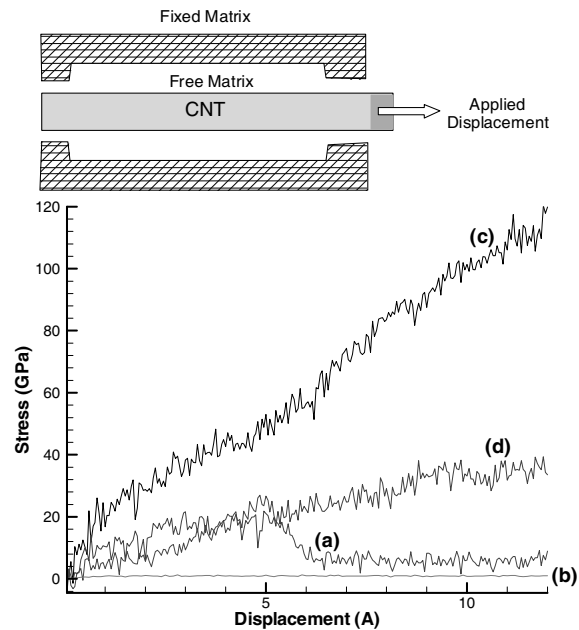 Fixed Matrix
Free Matrix
CNT
Applied
Displacement
120
100
80
60
40
20
0
5
10
Stress (GPa)
Displacement (A)
(c)
(d)
(a)
(b)